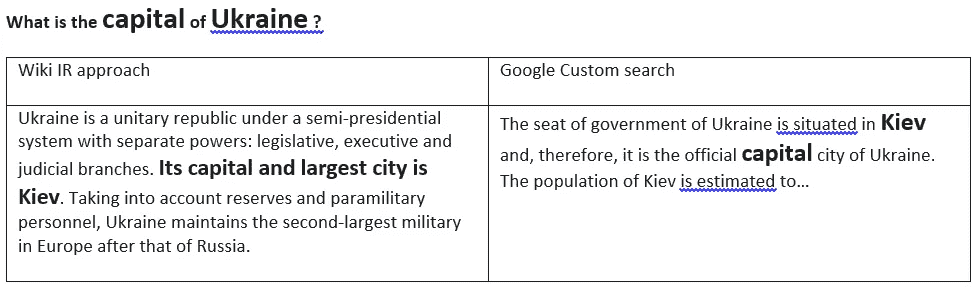 What is the capital of Ukraine ?
Wiki IR approach
Google Custom search
Ukraine is a unitary republic under a semi-presidential
system with separate powers: legislative, executive and
judicial branches. Its capital and largest city is
Kiev. Taking into account reserves and paramilitary
personnel, Ukraine maintains the second-largest military
in Europe after that of Russia.
The seat of government of Ukraine is situated in Kiev
and, therefore, it is the official capital city of Ukraine.
The population of Kiev is estimated to...